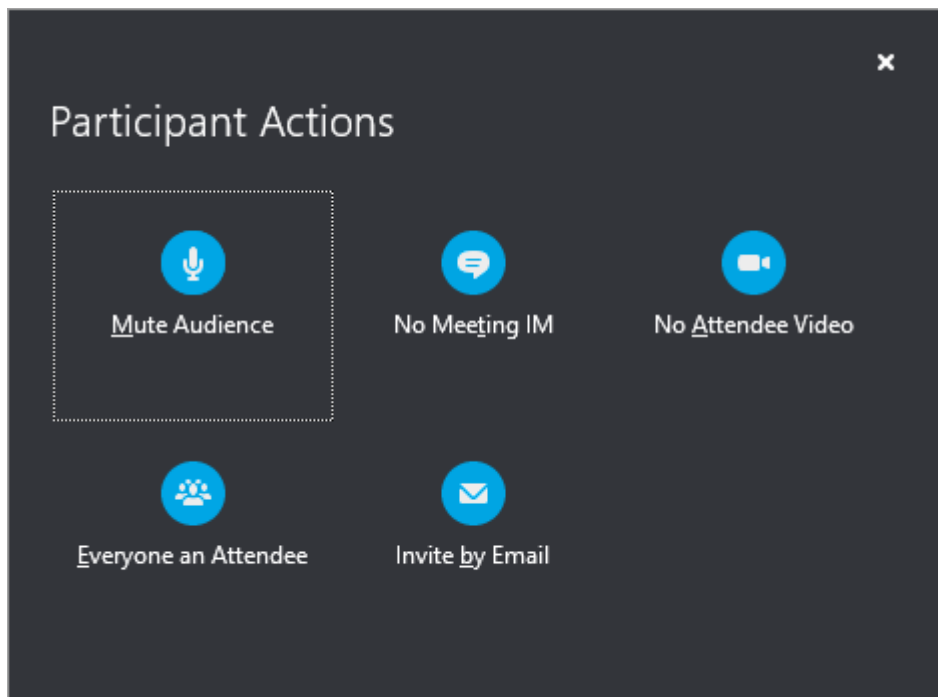 Participant Actions
Mute Audience
No Meeting IM
No Attendee Video
Everyone an Attendee
Invite by Email